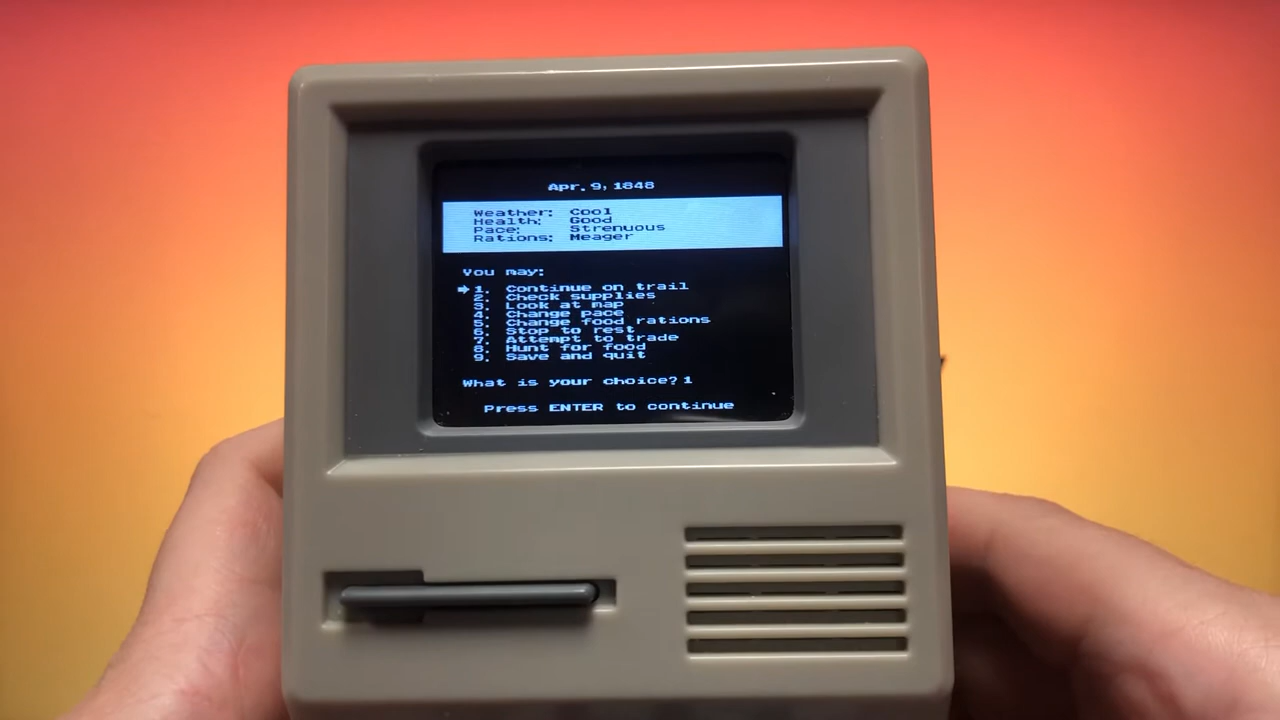 Apr. 9, 1848
Weather: Cool
Health: Good
Pace: Strenuous
Rations: Meager
You may:
1. Continue on trail
2. Check supplies
3. Look at map
4. Change pace
5. Change food rations
6. Stop to rest
7. Attempt to trade
8. Hunt for food
9. Save and quit
What is your choice? 1
Press ENTER to continue